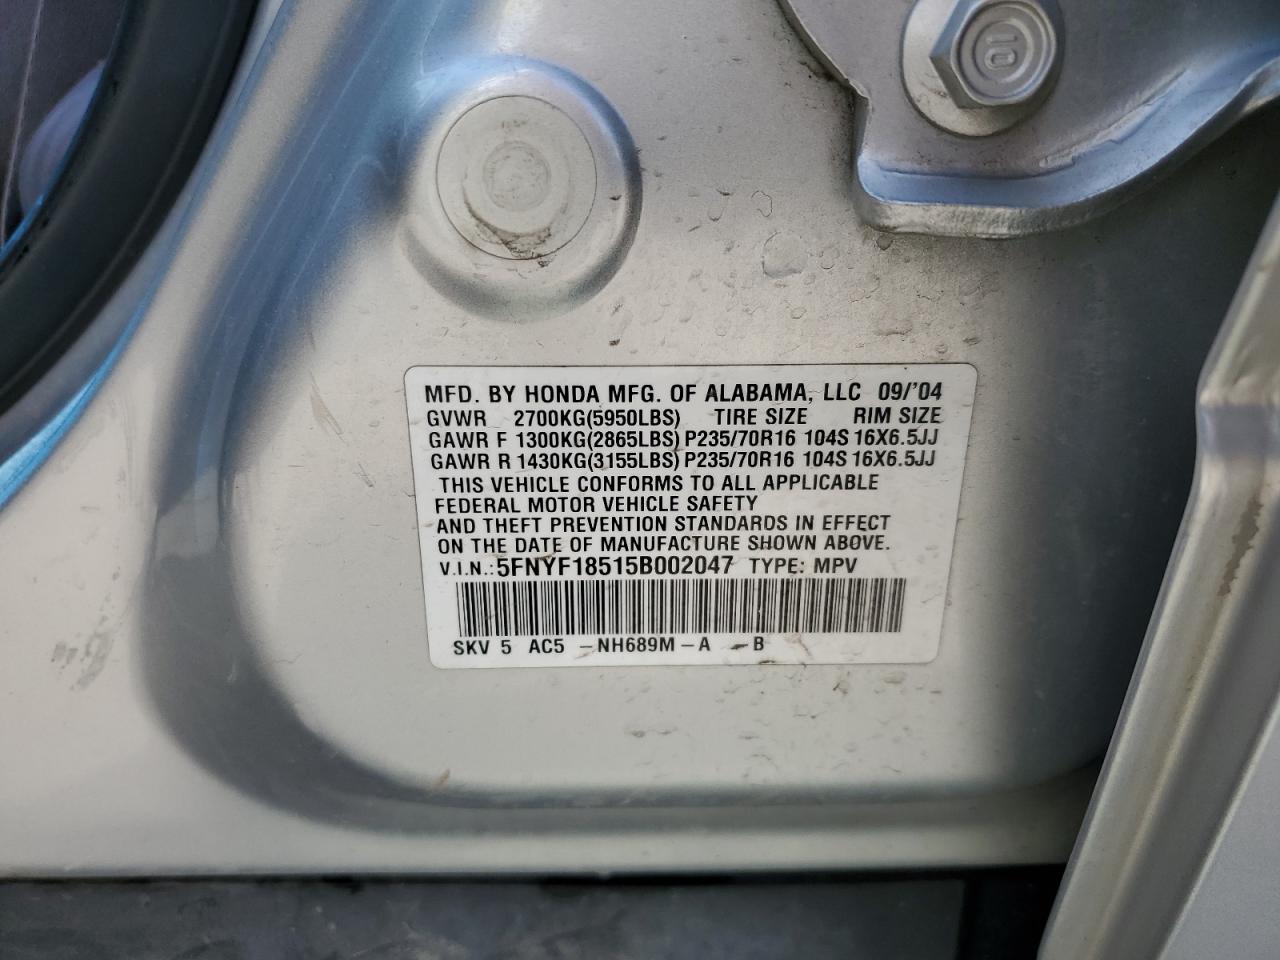 10
MFD. BY HONDA MFG. OF ALABAMA, LLC 09/'04
GVWR 2700KG(5950LBS) TIRE SIZE RIM SIZE
GAWR F 1300KG(2865LBS) P235/70R16 104S 16X6.5JJ
GAWR R 1430KG(3155LBS) P235/70R16 104S 16X6.5JJ
THIS VEHICLE CONFORMS TO ALL APPLICABLE
FEDERAL MOTOR VEHICLE SAFETY
AND THEFT PREVENTION STANDARDS IN EFFECT
ON THE DATE OF MANUFACTURE SHOWN ABOVE.
V.I.N.: 5FNYF18515B002047 TYPE: MPV
SKV 5 AC5 –NH689M–A –B